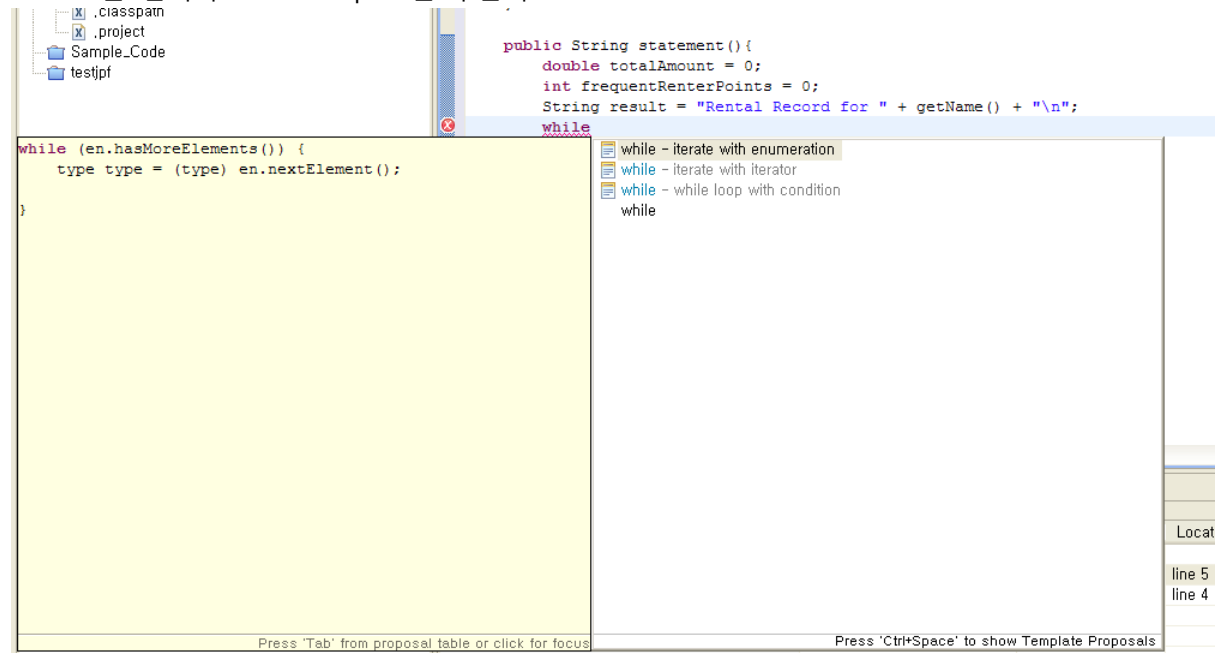 .classpath
.project
Sample_Code
testjpf
public String statement(){
double totalAmount = 0;
int frequentRenterPoints = 0;
String result = "Rental Record for " + getName() + "\n";
while
while (en.hasMoreElements()) {
type type = (type) en.nextElement();
}
Press 'Tab' from proposal table or click for focus
while - iterate with enumeration
while - iterate with iterator
while - while loop with condition
while
Press 'Ctrl+Space' to show Template Proposals
Locat
line 5
line 4